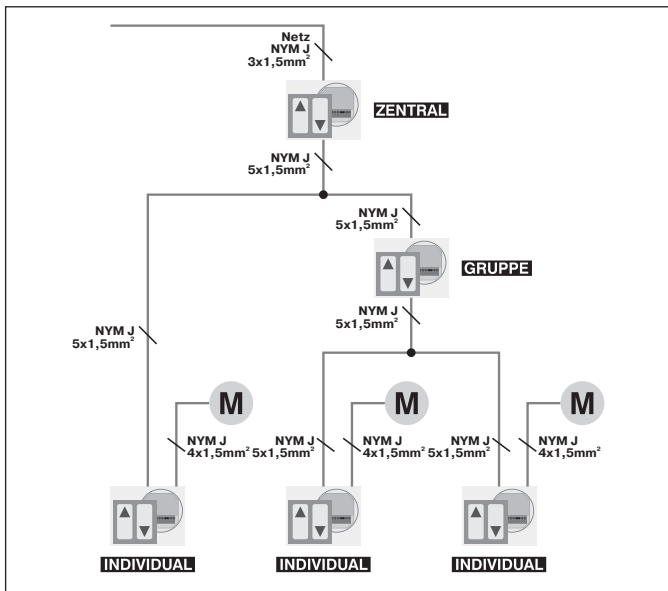 Netz
NYM J
3x1,5mm²
ZENTRAL
NYM J
5x1,5mm²
NYM J
5x1,5mm²
GRUPPE
NYM J
5x1,5mm²
NYM J
5x1,5mm²
M
M
M
NYM J
4x1,5mm²
NYM J
5x1,5mm²
NYM J
4x1,5mm²
NYM J
5x1,5mm²
NYM J
4x1,5mm²
INDIVIDUAL
INDIVIDUAL
INDIVIDUAL